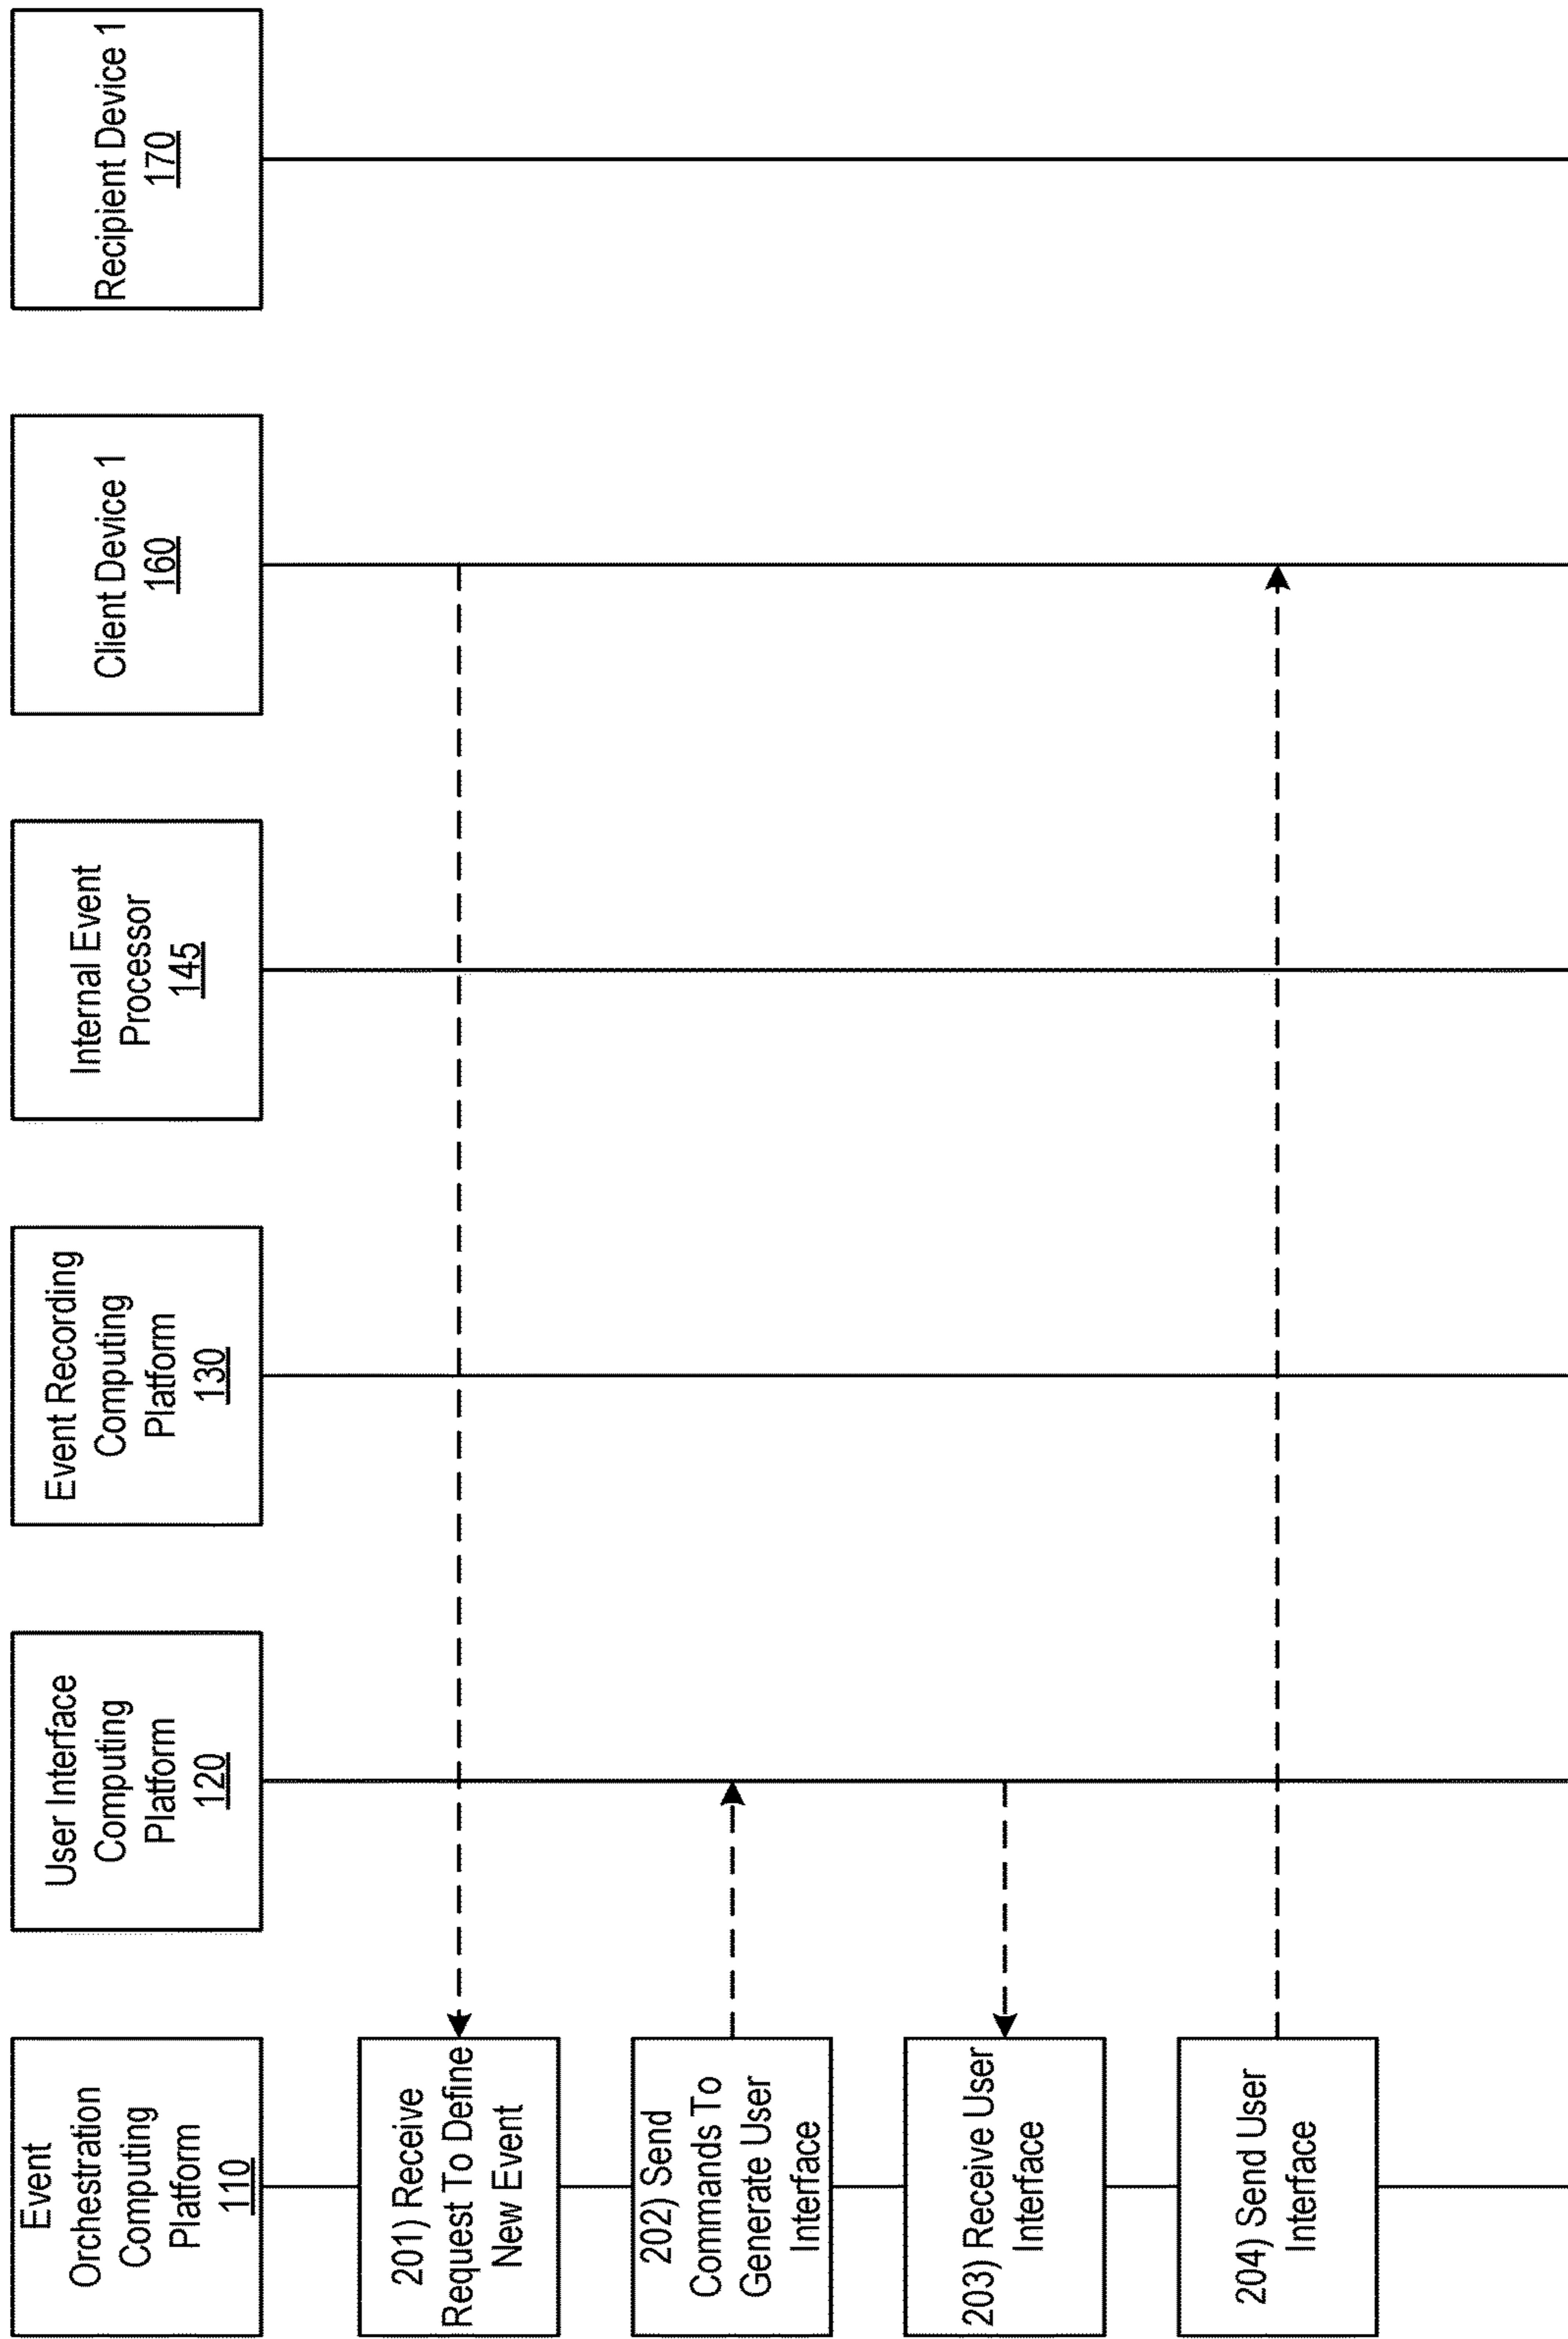 Event
Orchestration
Computing
Platform
110
User Interface
Computing
Platform
120
Event Recording
Computing
Platform
130
Internal Event
Processor
145
Client Device 1
160
Recipient Device 1
170
201) Receive
Request To Define
New Event
202) Send
Commands To
Generate User
Interface
203) Receive User
Interface
204) Send User
Interface